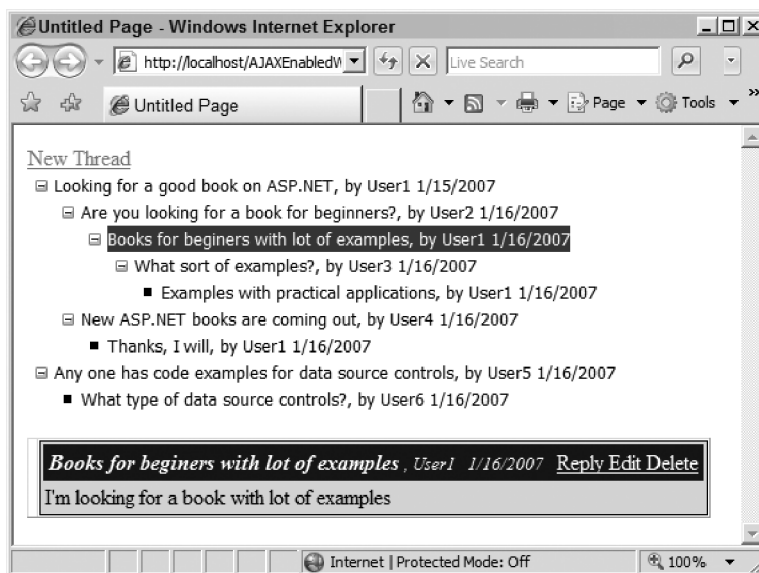 Untitled Page - Windows Internet Explorer
http://localhost/AJAXEnabledW
Live Search
Untitled Page
Page
Tools
New Thread
Looking for a good book on ASP.NET, by User1 1/15/2007
Are you looking for a book for beginners?, by User2 1/16/2007
Books for beginers with lot of examples, by User1 1/16/2007
What sort of examples?, by User3 1/16/2007
Examples with practical applications, by User1 1/16/2007
New ASP.NET books are coming out, by User4 1/16/2007
Thanks, I will, by User1 1/16/2007
Any one has code examples for data source controls, by User5 1/16/2007
What type of data source controls?, by User6 1/16/2007
Books for beginers with lot of examples , User1 1/16/2007 Reply Edit Delete
I'm looking for a book with lot of examples
Internet | Protected Mode: Off
100%